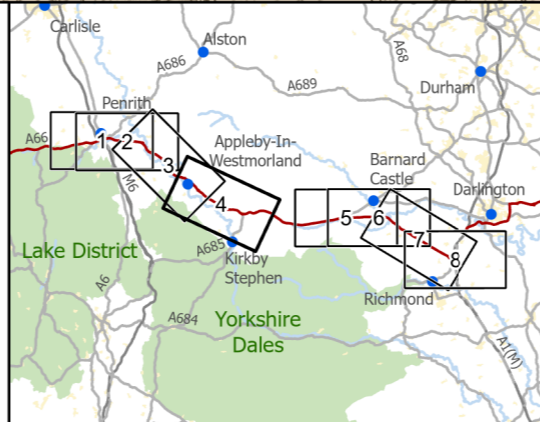 Carlisle
Alston
A686
A68
A689
Durham
Penrith
A66
1
2
3
Appleby-In-
Westmorland
M6
4
Barnard
Castle
Darlington
5
6
7
8
Lake District
A685
Kirkby
Stephen
A6
Richmond
A684
Yorkshire
Dales
A1(M)